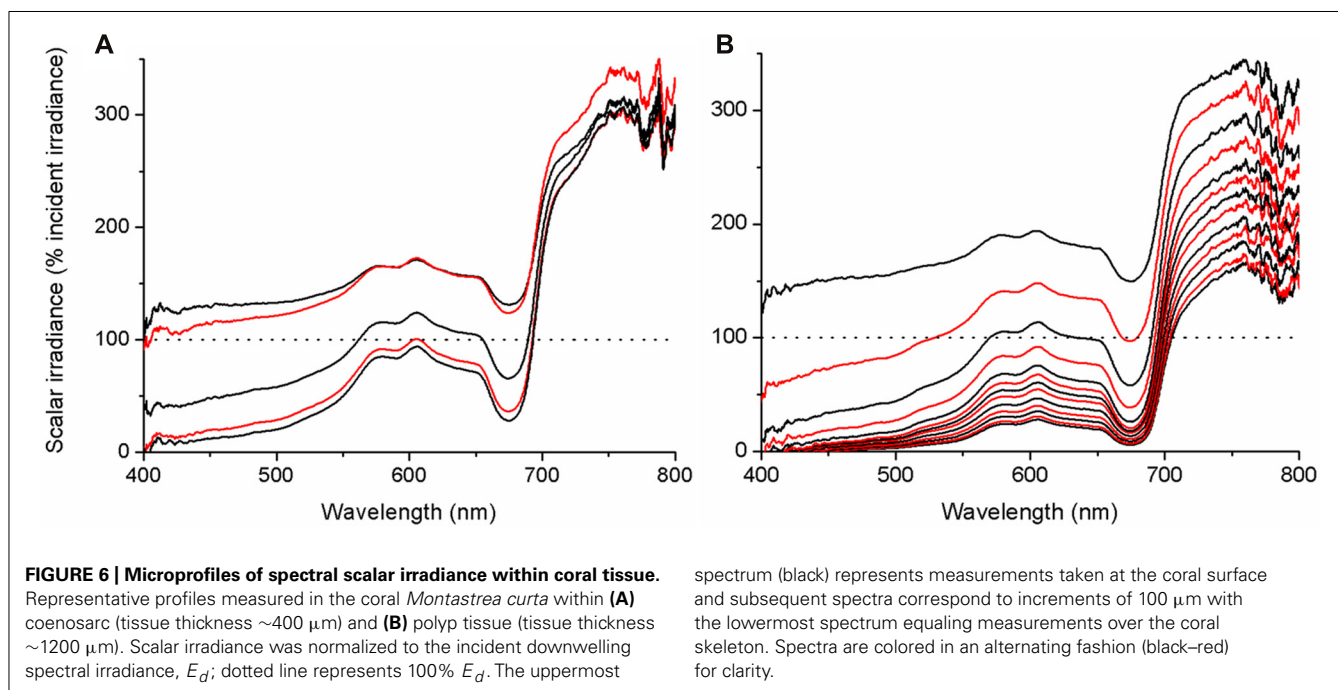 A
B
300
200
100
0
Scalar irradiance (% incident irradiance)
400
500
600
700
800
Wavelength (nm)
300
200
100
0
400
500
600
700
800
Wavelength (nm)
FIGURE 6 | Microprofiles of spectral scalar irradiance within coral tissue.
Representative profiles measured in the coral Montastrea curta within (A)
coenosarc (tissue thickness ∼400 μm) and (B) polyp tissue (tissue thickness
∼1200 μm). Scalar irradiance was normalized to the incident downwelling
spectral irradiance, Ed; dotted line represents 100% Ed. The uppermost
spectrum (black) represents measurements taken at the coral surface
and subsequent spectra correspond to increments of 100 μm with
the lowermost spectrum equaling measurements over the coral
skeleton. Spectra are colored in an alternating fashion (black–red)
for clarity.